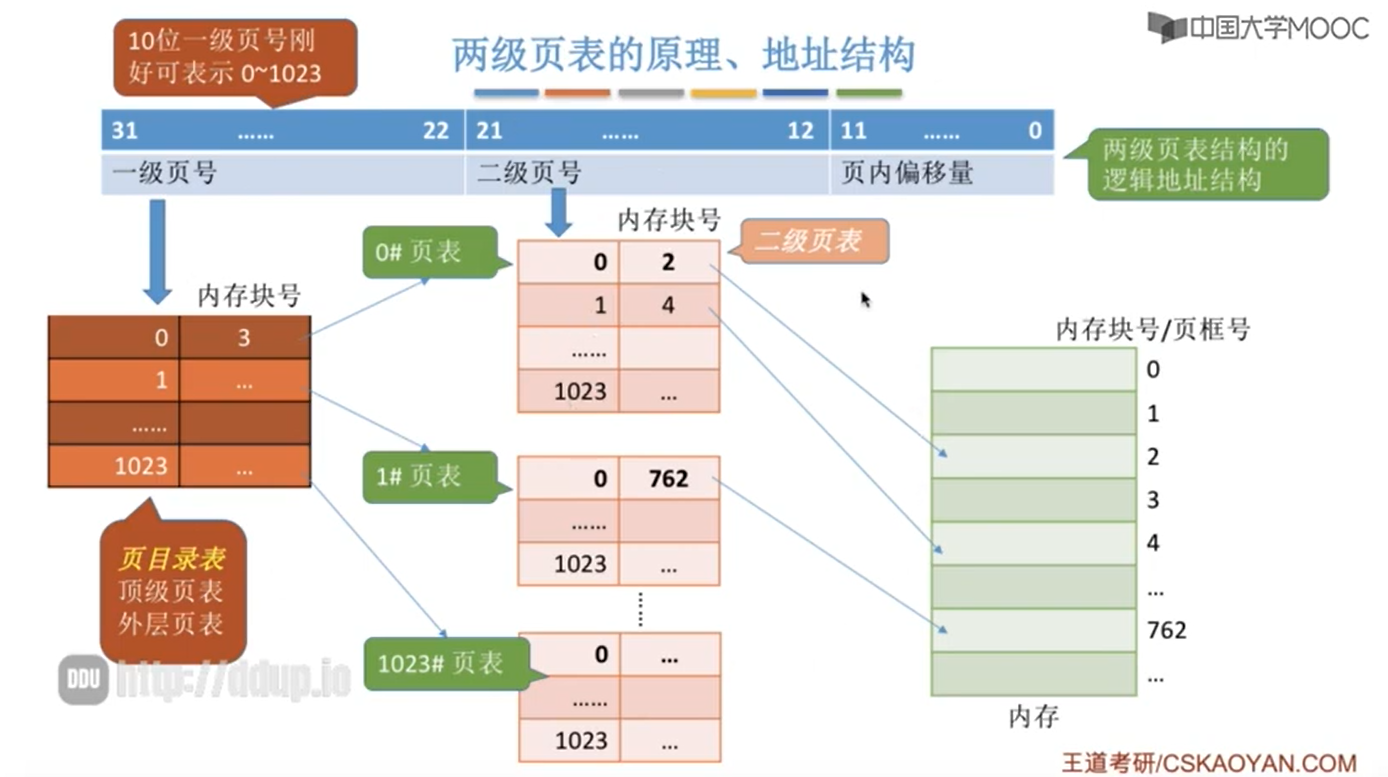 中国大学MOOC
两级页表的原理、地址结构
10位一级页号刚
好可表示 0~1023
31 …… 22 21 …… 12 11 …… 0
一级页号 二级页号 页内偏移量
两级页表结构的
逻辑地址结构
内存块号
0# 页表
二级页表
0 2
1 4
……
1023 ...
内存块号
0 3
1 ...
……
1023 ...
页目录表
顶级页表
外层页表
1# 页表
0 762
……
1023 ...
1023# 页表
0 ...
……
1023 ...
内存块号/页框号
0
1
2
3
4
...
762
...
内存
DDU http://ddup.io
王道考研/CSKAOYAN.COM